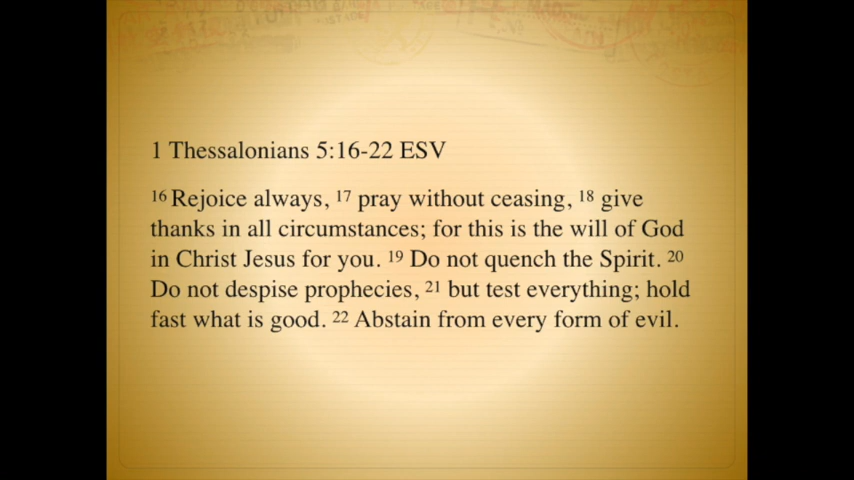 1 Thessalonians 5:16-22 ESV
16 Rejoice always, 17 pray without ceasing, 18 give
thanks in all circumstances; for this is the will of God
in Christ Jesus for you. 19 Do not quench the Spirit. 20
Do not despise prophecies, 21 but test everything; hold
fast what is good. 22 Abstain from every form of evil.